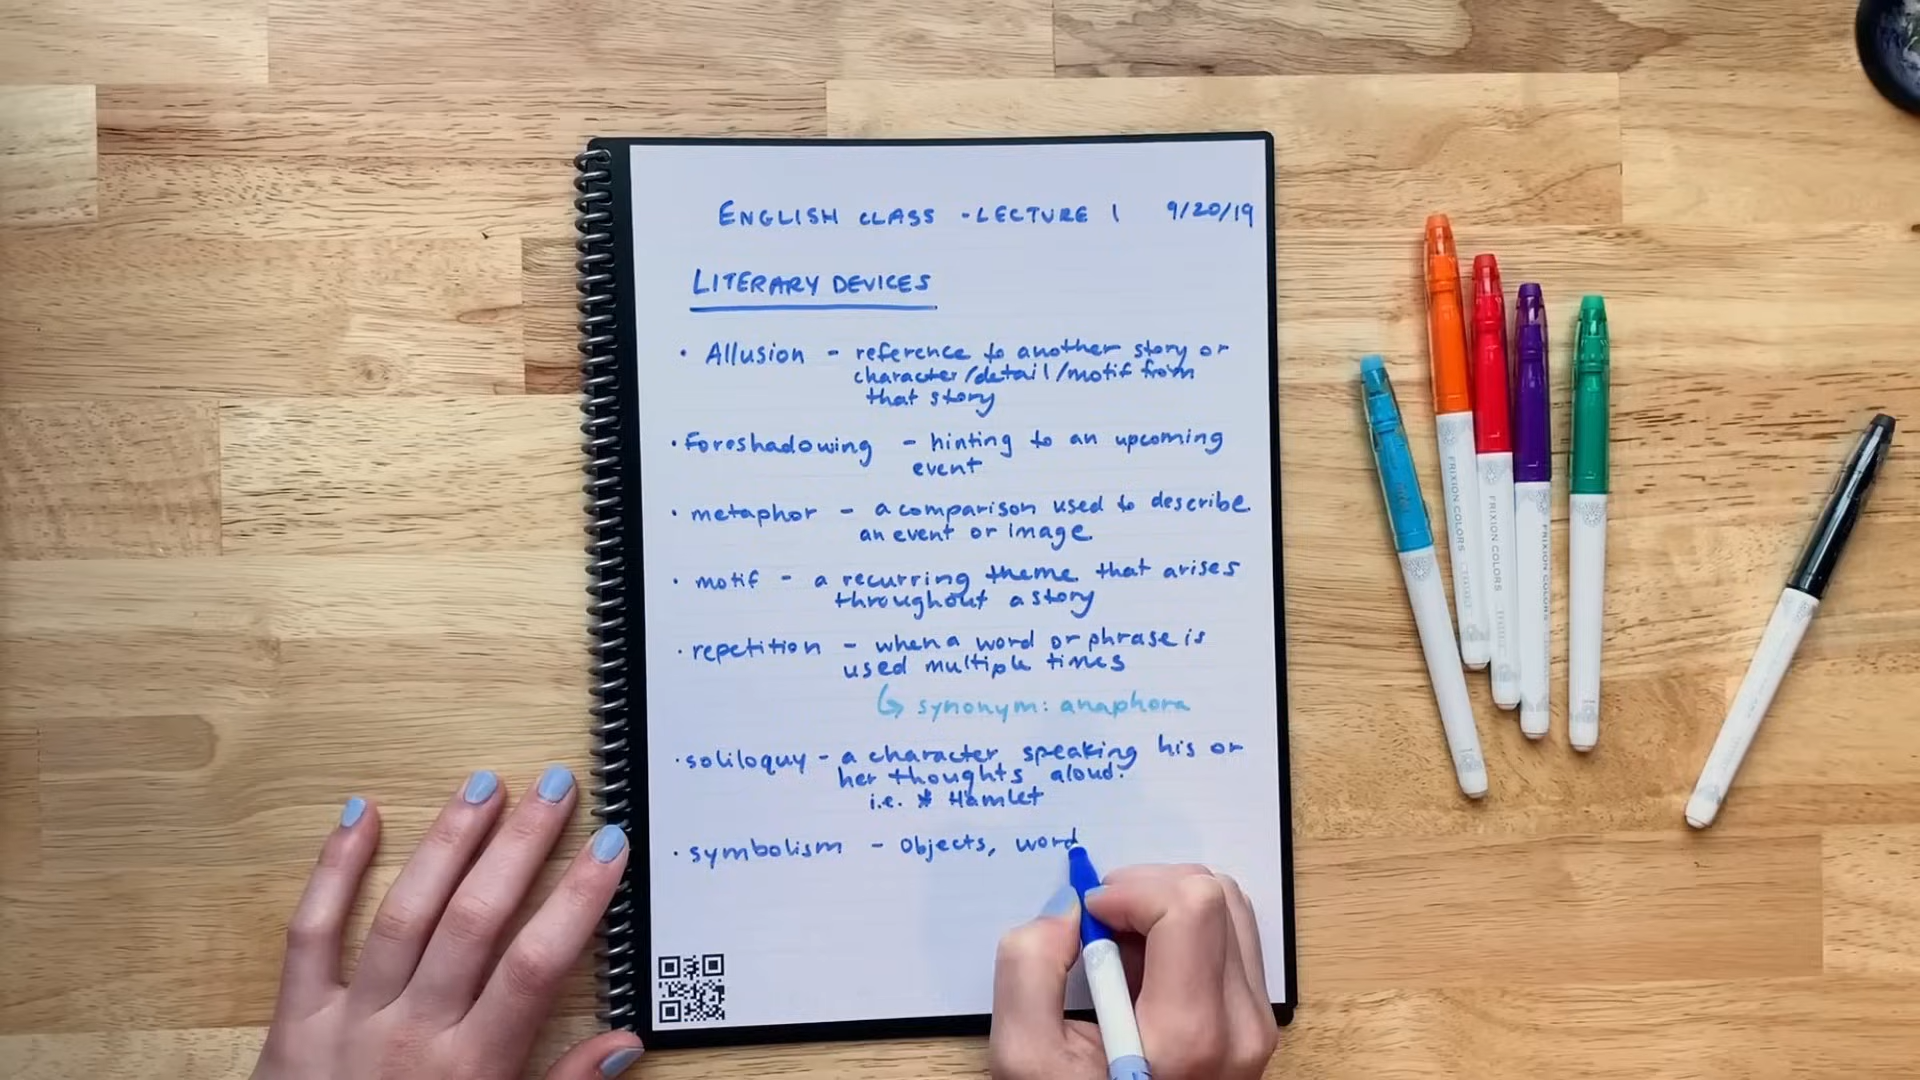 ENGLISH CLASS - LECTURE 1 9/20/19
LITERARY DEVICES
• Allusion - reference to another story or
character/detail/motif from
that story
• Foreshadowing - hinting to an upcoming
event
• metaphor - a comparison used to describe
an event or image.
• motif - a recurring theme that arises
throughout a story
• repetition - when a word or phrase is
used multiple times
↳ synonym: anaphora
• soliloquy - a character speaking his or
her thoughts aloud.
i.e. * Hamlet
• symbolism - Objects, word
FRIXION COLORS
FRIXION COLORS
FRIXION COLORS